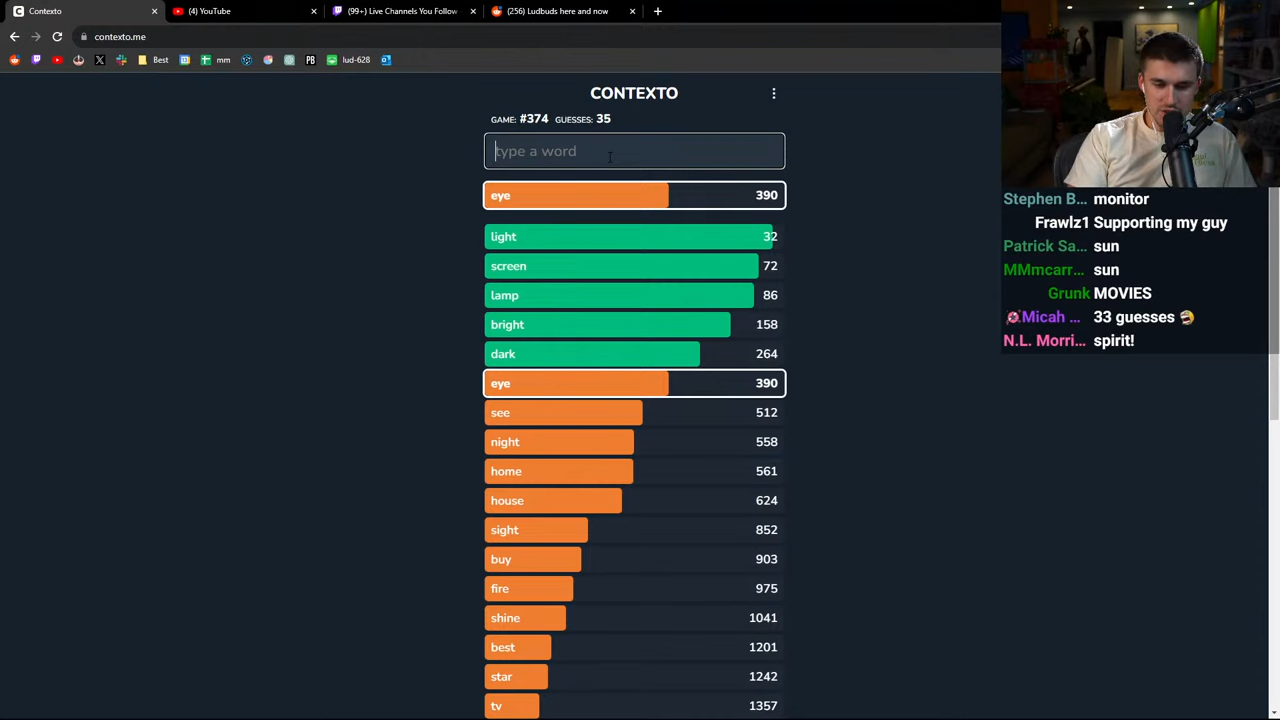 Contexto
(4) YouTube
(99+) Live Channels You Follow
(256) Ludbuds here and now
contexto.me
Best
mm
PB
lud-628
CONTEXTO
GAME: #374 GUESSES: 35
type a word
eye 390
light 32
screen 72
lamp 86
bright 158
dark 264
eye 390
see 512
night 558
home 561
house 624
sight 852
buy 903
fire 975
shine 1041
best 1201
star 1242
tv 1357
Stephen B... monitor
Frawlz1 Supporting my guy
Patrick Sa... sun
MMmcarr... sun
Grunk MOVIES
Micah ... 33 guesses
N.L. Morri... spirit!